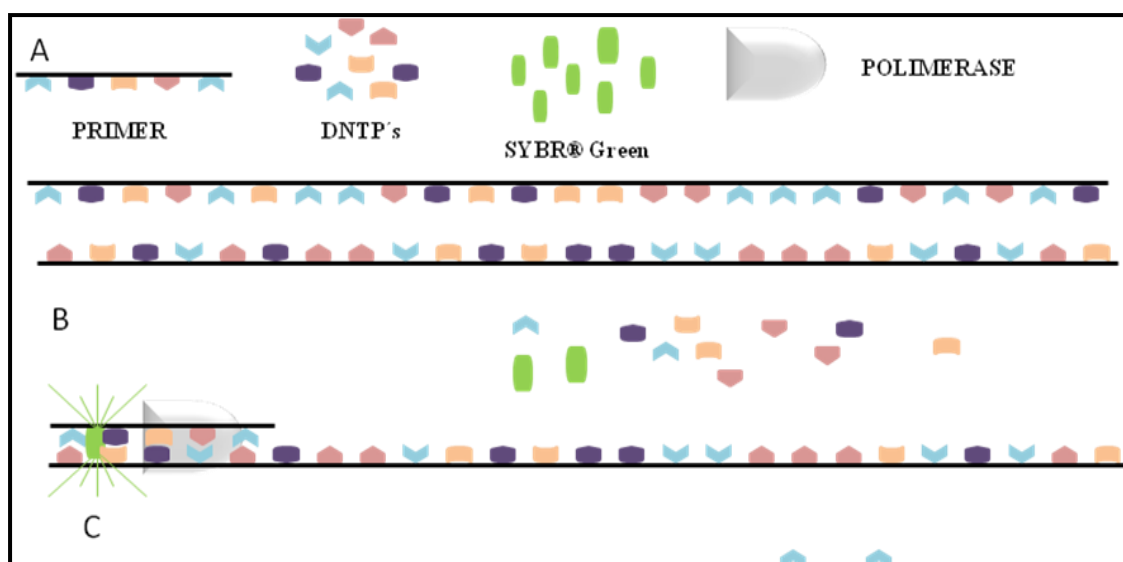 A
POLIMERASE
PRIMER
DNTP´s
SYBR® Green
B
C